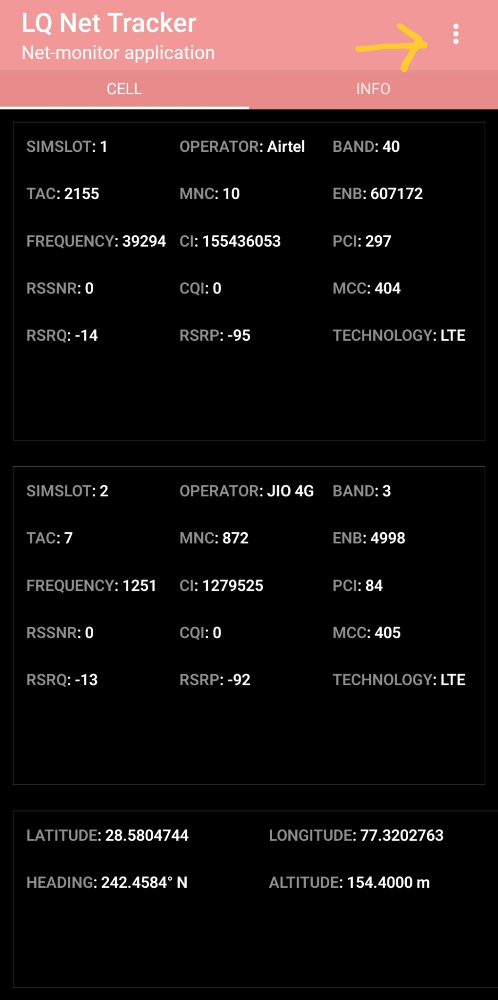 LQ Net Tracker
Net-monitor application
CELL INFO
SIMSLOT: 1 OPERATOR: Airtel BAND: 40
TAC: 2155 MNC: 10 ENB: 607172
FREQUENCY: 39294 CI: 155436053 PCI: 297
RSSNR: 0 CQI: 0 MCC: 404
RSRQ: -14 RSRP: -95 TECHNOLOGY: LTE
SIMSLOT: 2 OPERATOR: JIO 4G BAND: 3
TAC: 7 MNC: 872 ENB: 4998
FREQUENCY: 1251 CI: 1279525 PCI: 84
RSSNR: 0 CQI: 0 MCC: 405
RSRQ: -13 RSRP: -92 TECHNOLOGY: LTE
LATITUDE: 28.5804744 LONGITUDE: 77.3202763
HEADING: 242.4584° N ALTITUDE: 154.4000 m